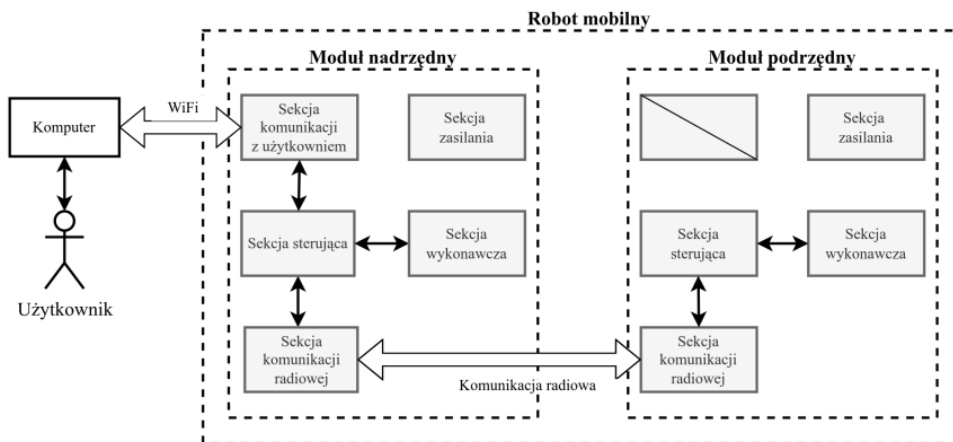 Robot mobilny
Moduł nadrzędny
Moduł podrzędny
WiFi
Komputer
Sekcja
komunikacji
z użytkowniem
Sekcja
zasilania
Sekcja
zasilania
Sekcja sterująca
Sekcja
wykonawcza
Sekcja
sterująca
Sekcja
wykonawcza
Użytkownik
Sekcja
komunikacji
radiowej
Komunikacja radiowa
Sekcja
komunikacji
radiowej